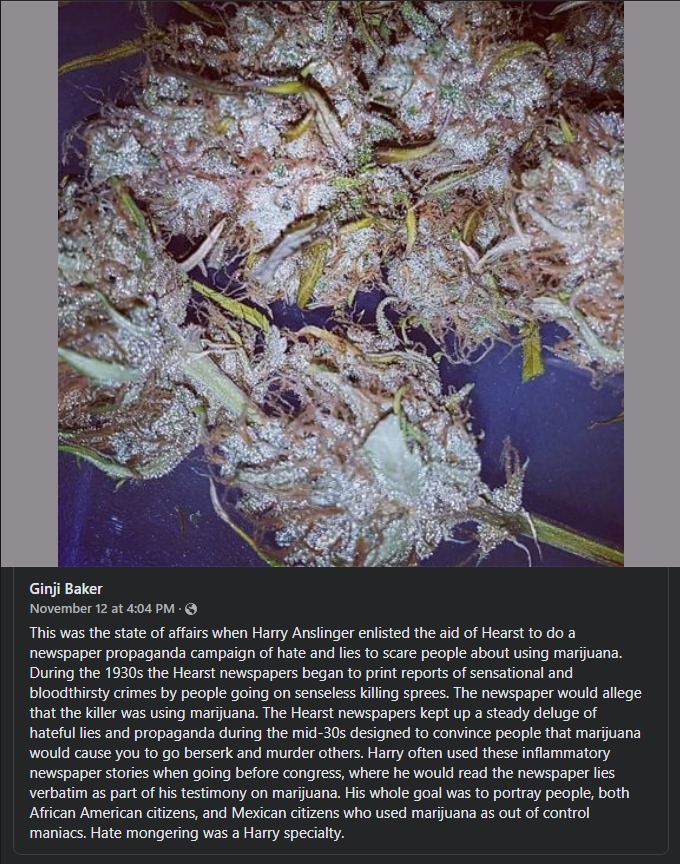 Ginji Baker
November 12 at 4:04 PM ·
This was the state of affairs when Harry Anslinger enlisted the aid of Hearst to do a
newspaper propaganda campaign of hate and lies to scare people about using marijuana.
During the 1930s the Hearst newspapers began to print reports of sensational and
bloodthirsty crimes by people going on senseless killing sprees. The newspaper would allege
that the killer was using marijuana. The Hearst newspapers kept up a steady deluge of
hateful lies and propaganda during the mid-30s designed to convince people that marijuana
would cause you to go berserk and murder others. Harry often used these inflammatory
newspaper stories when going before congress, where he would read the newspaper lies
verbatim as part of his testimony on marijuana. His whole goal was to portray people, both
African American citizens, and Mexican citizens who used marijuana as out of control
maniacs. Hate mongering was a Harry specialty.